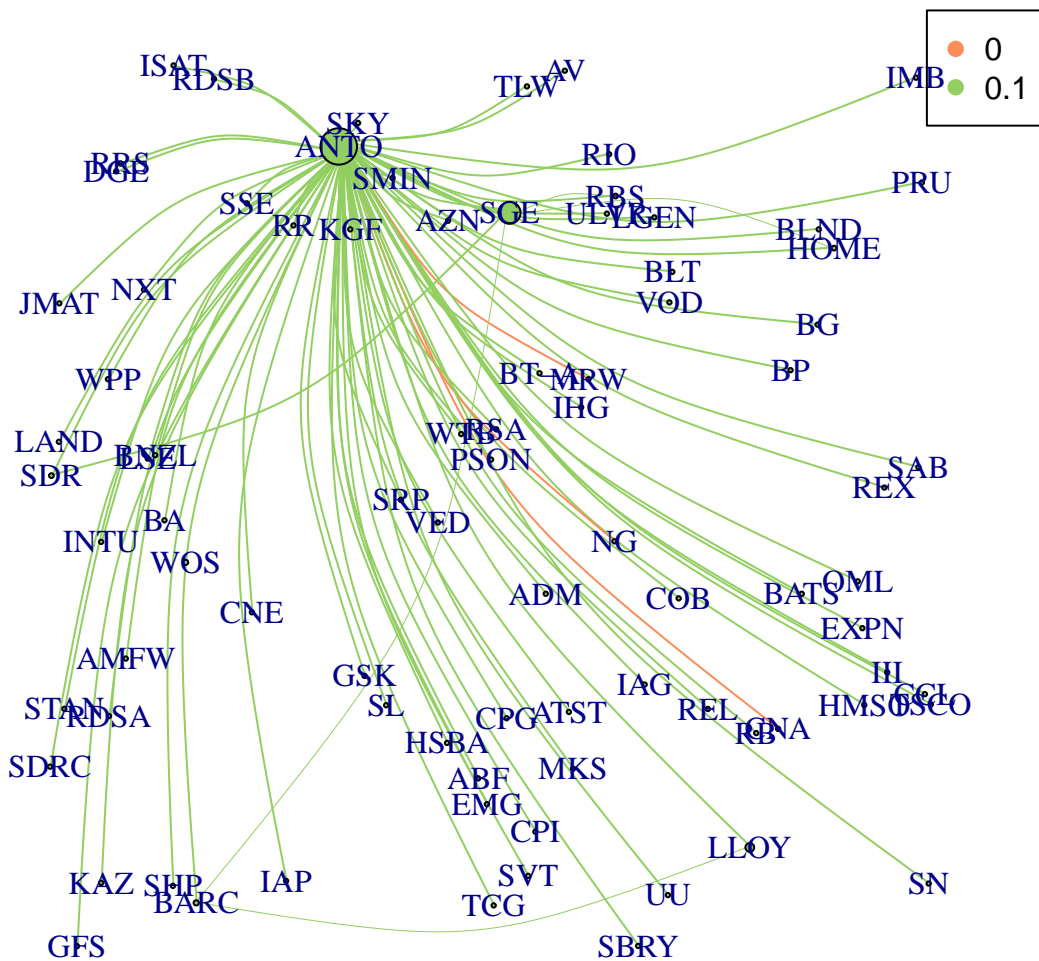 0
0.1
ISAT
RDSB
AV
TLW
IMB
SKY
ANTO
RIO
RRS
DGE
SMIN
PRU
SSE
RBS
RR
KGF
AZN
SGE
ULVR
LGEN
BLND
HOME
BLT
NXT
JMAT
VOD
BG
WPP
BT-A
MRW
BP
IHG
LAND
WTB
RSA
BNZL
LSE
PSON
SDR
SAB
REX
SRP
BA
VED
INTU
NG
WOS
ADM
COB
BATS
OML
CNE
EXPN
AMFW
GSK
III
IAG
CCL
SL
STAN
RDSA
CPG
ATST
REL
HMSO
TSCO
RB
CNA
HSBA
SDRC
ABF
MKS
EMG
CPI
LLOY
KAZ
SHP
IAP
SVT
SN
BARC
TCG
UU
GFS
SBRY